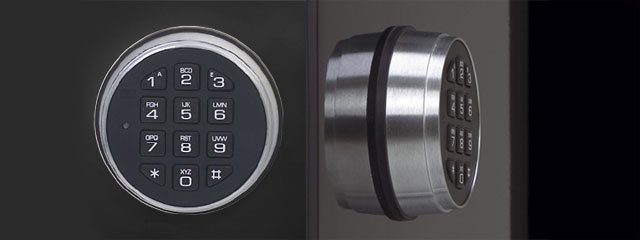 1 A BCD 2 E 3
FGH 4 IJK 5 LMN 6
OPQ 7 RST 8 UVW 9
* XYZ 0 #